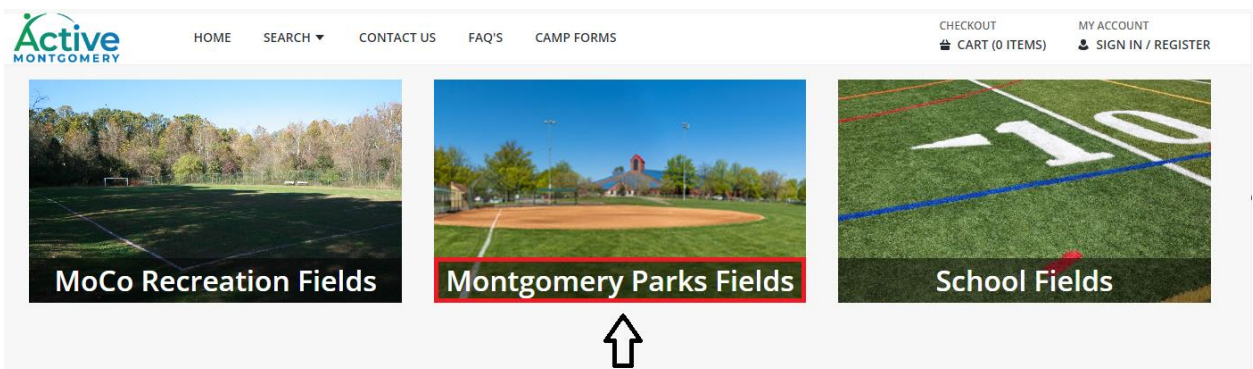 Active
MONTGOMERY
HOME SEARCH ▼ CONTACT US FAQ'S CAMP FORMS
CHECKOUT
CART (0 ITEMS)
MY ACCOUNT
SIGN IN / REGISTER
MoCo Recreation Fields
Montgomery Parks Fields
10
School Fields